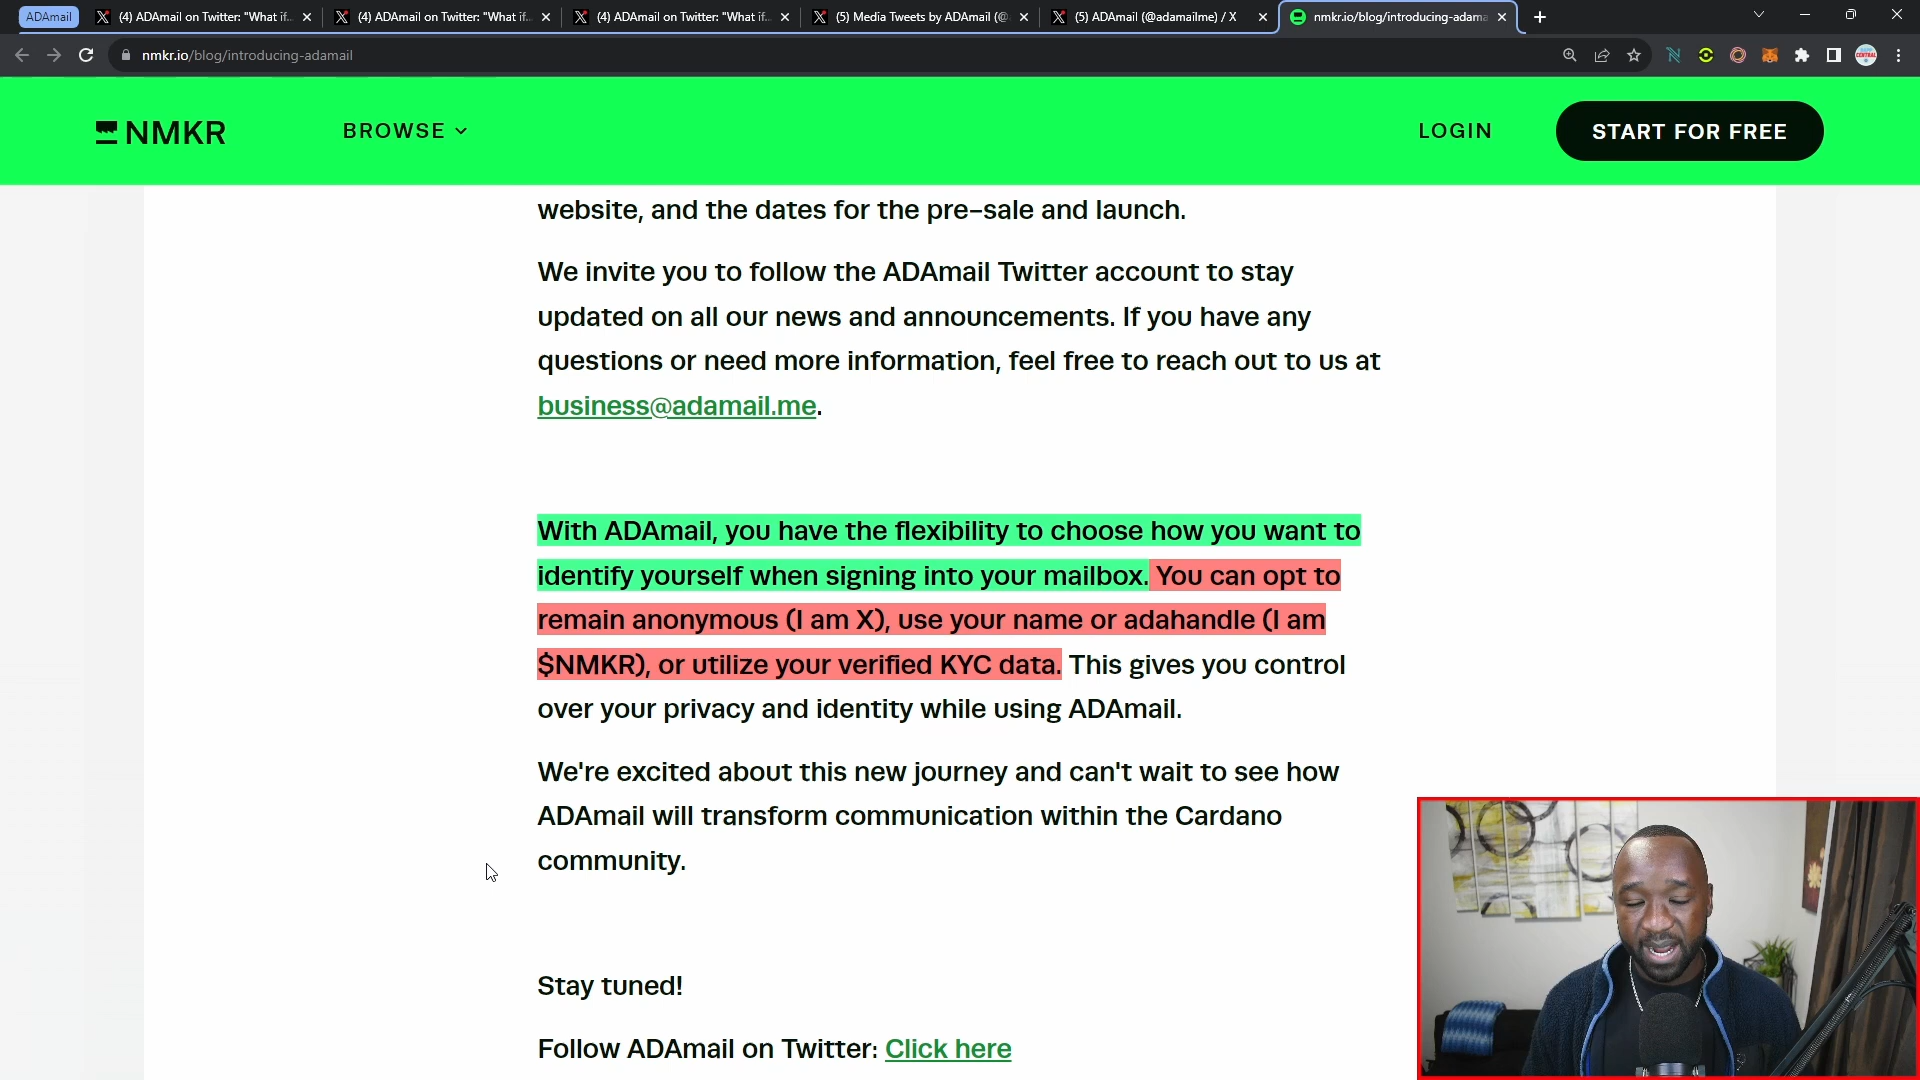 ADAmail
(4) ADAmail on Twitter: "What if..
(4) ADAmail on Twitter: "What if..
(4) ADAmail on Twitter: "What if..
(5) Media Tweets by ADAmail (@
(5) ADAmail (@adamailme) / X
nmkr.io/blog/introducing-adama
nmkr.io/blog/introducing-adamail
NMKR
BROWSE
LOGIN
START FOR FREE
website, and the dates for the pre-sale and launch.
We invite you to follow the ADAmail Twitter account to stay
updated on all our news and announcements. If you have any
questions or need more information, feel free to reach out to us at
business@adamail.me.
With ADAmail, you have the flexibility to choose how you want to
identify yourself when signing into your mailbox. You can opt to
remain anonymous (I am X), use your name or adahandle (I am
$NMKR), or utilize your verified KYC data. This gives you control
over your privacy and identity while using ADAmail.
We're excited about this new journey and can't wait to see how
ADAmail will transform communication within the Cardano
community.
Stay tuned!
Follow ADAmail on Twitter: Click here